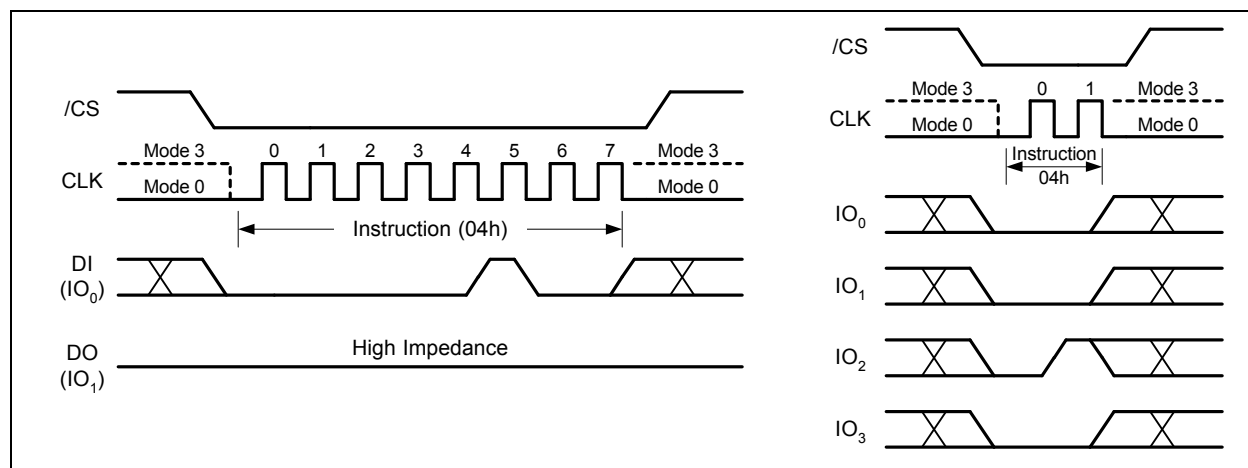 /CS
Mode 3 0 1 2 3 4 5 6 7 Mode 3
CLK
Mode 0 Mode 0
Instruction (04h)
DI
(IO0)
High Impedance
DO
(IO1)
/CS
Mode 3 0 1 Mode 3
CLK
Mode 0 Mode 0
Instruction
04h
IO0
IO1
IO2
IO3